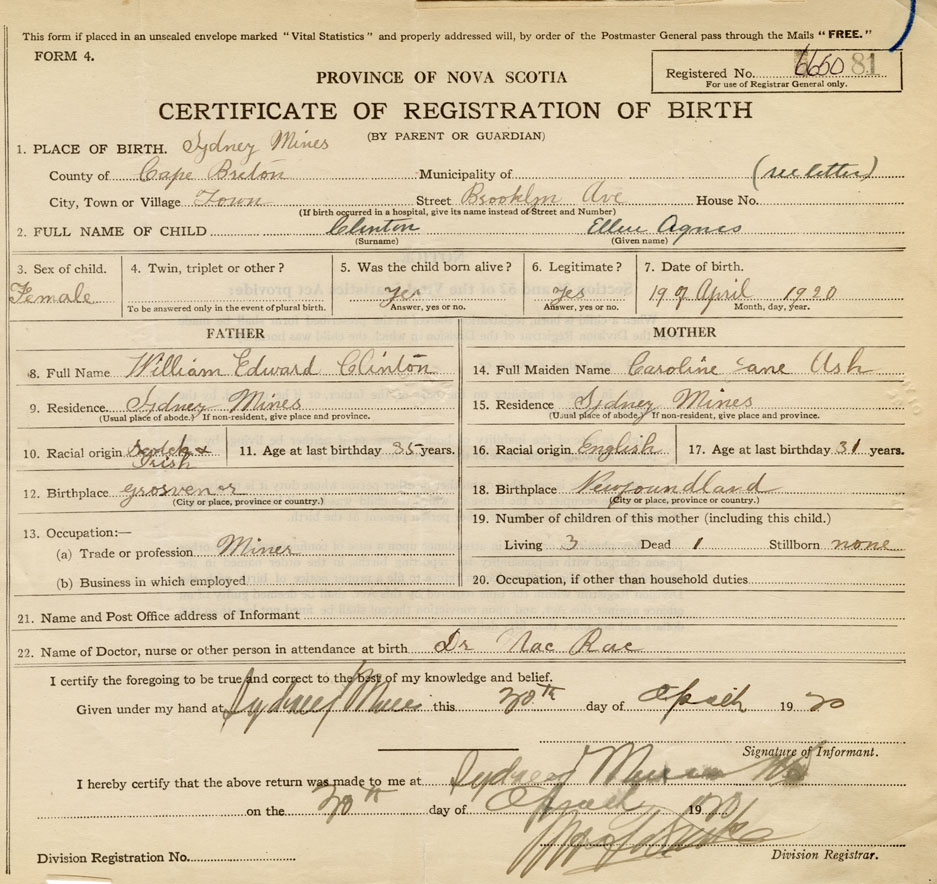 This form if placed in an unsealed envelope marked "Vital Statistics" and properly addressed will, by order of the Postmaster General pass through the Mails "FREE."
FORM 4.
PROVINCE OF NOVA SCOTIA
Registered No. 6650 81
For use of Registrar General only.
CERTIFICATE OF REGISTRATION OF BIRTH
(BY PARENT OR GUARDIAN)
1. PLACE OF BIRTH. Sydney Mines
County of Cape Breton Municipality of (see letter)
City, Town or Village Town Street Brooklyn Ave House No.
(If birth occurred in a hospital, give its name instead of Street and Number)
2. FULL NAME OF CHILD Clinton Ellen Agnes
(Surname) (Given name)
3. Sex of child. 4. Twin, triplet or other? 5. Was the child born alive? 6. Legitimate? 7. Date of birth.
Female Yes Yes 19 of April 1920
To be answered only in the event of plural birth. Answer, yes or no. Answer, yes or no. Month, day, year.
FATHER MOTHER
8. Full Name William Edward Clinton 14. Full Maiden Name Caroline Jane Ash
9. Residence. Sydney Mines 15. Residence Sydney Mines
(Usual place of abode.) If non-resident, give place and province. (Usual place of abode.) If non-resident, give place and province.
10. Racial origin Scotch & Irish 11. Age at last birthday 35 years. 16. Racial origin English 17. Age at last birthday 31 years.
12. Birthplace Grosvenor 18. Birthplace Newfoundland
(City or place, province or country.) (City or place, province or country.)
13. Occupation:— 19. Number of children of this mother (including this child.)
(a) Trade or profession Miner Living 3 Dead 1 Stillborn none
(b) Business in which employed 20. Occupation, if other than household duties
21. Name and Post Office address of Informant
22. Name of Doctor, nurse or other person in attendance at birth Dr Mac Rae
I certify the foregoing to be true and correct to the best of my knowledge and belief.
Given under my hand at Sydney Mines this 30th day of April 1920
Signature of Informant.
I hereby certify that the above return was made to me at Sydney Mines
on the 30th day of April 1920
Division Registration No. Division Registrar.